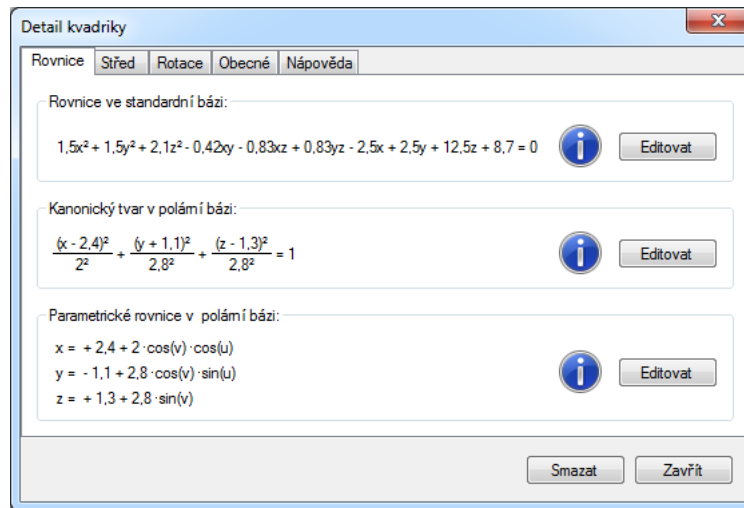 Detail kvadriky
Rovnice Střed Rotace Obecné Nápověda
Rovnice ve standardní bázi:
1,5x² + 1,5y² + 2,1z² - 0,42xy - 0,83xz + 0,83yz - 2,5x + 2,5y + 12,5z + 8,7 = 0
Editovat
Kanonický tvar v polární bázi:
(x - 2,4)² (y + 1,1)² (z - 1,3)²
+ + = 1
2² 2,8² 2,8²
Editovat
Parametrické rovnice v polární bázi:
x = + 2,4 + 2·cos(v)·cos(u)
y = - 1,1 + 2,8·cos(v)·sin(u)
Editovat
z = + 1,3 + 2,8·sin(v)
Smazat Zavřít